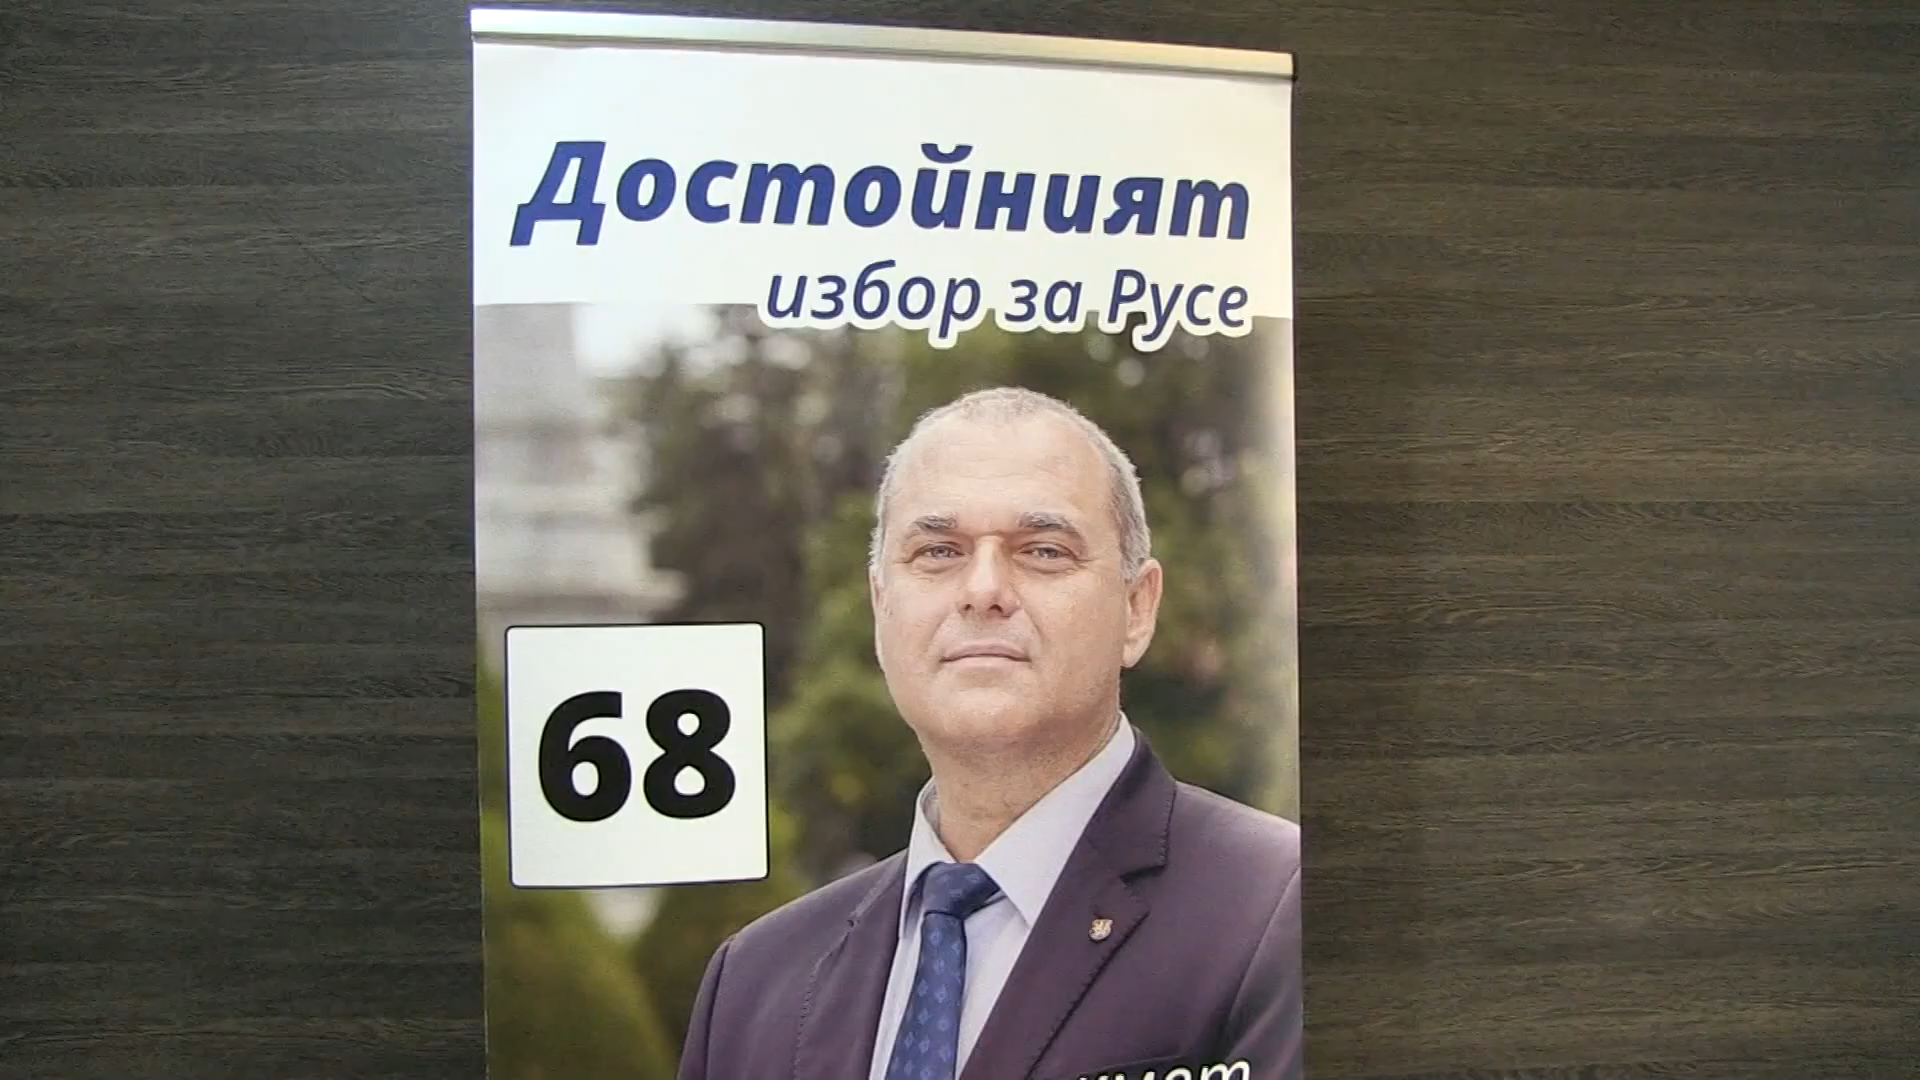 Достойният
избор за Русе
68